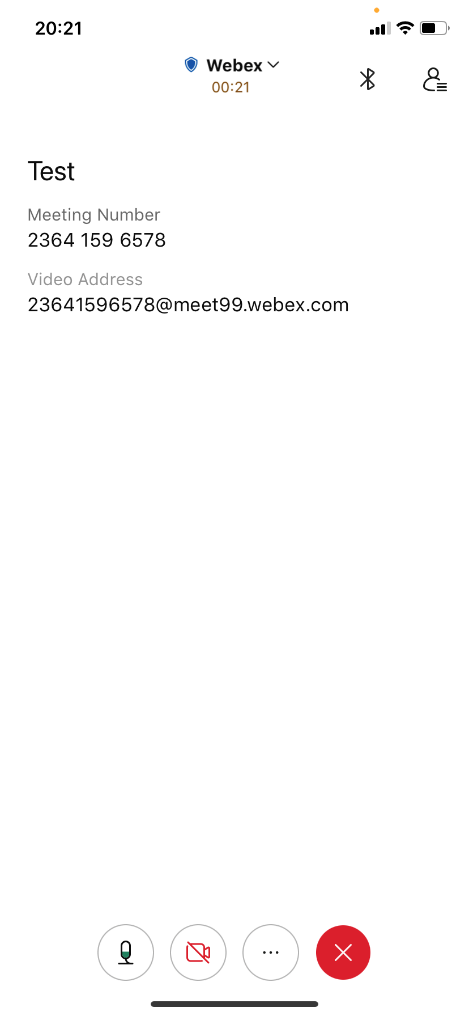 20:21
Webex
00:21
Test
Meeting Number
2364 159 6578
Video Address
23641596578@meet99.webex.com